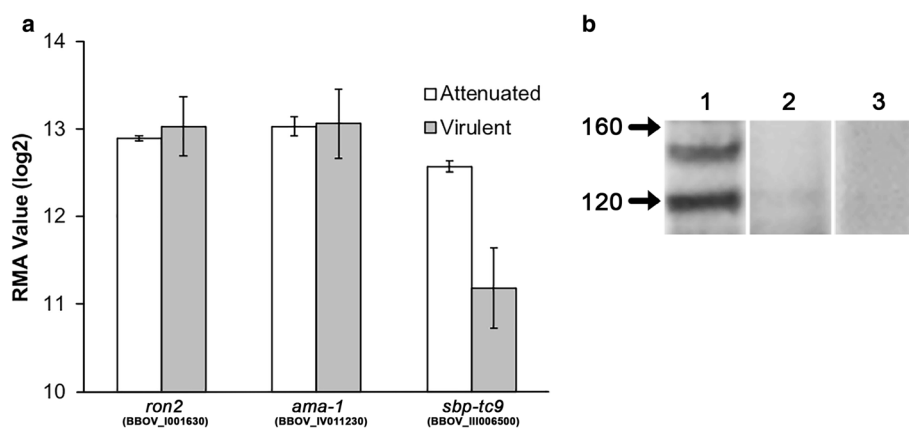 a
14
13
12
11
10
RMA Value (log2)
Attenuated
Virulent
ron2
(BBOV_I001630)
ama-1
(BBOV_IV011230)
sbp-tc9
(BBOV_III006500)
b
1 2 3
160
120